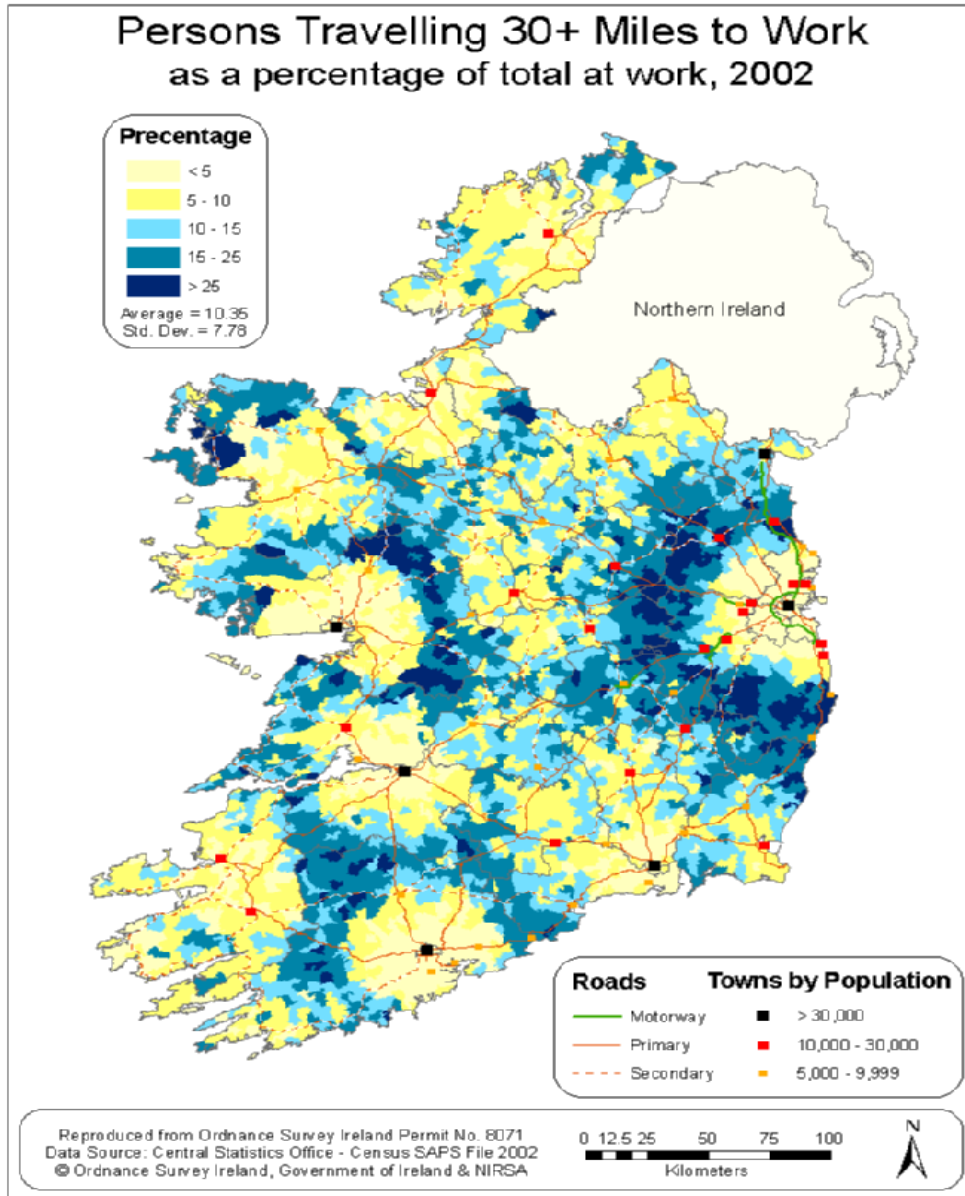 Persons Travelling 30+ Miles to Work
as a percentage of total at work, 2002
Precentage
< 5
5 - 10
10 - 15
15 - 25
> 25
Average = 10.35
Std. Dev. = 7.78
Northern Ireland
Roads
Motorway
Primary
Secondary
Towns by Population
> 30,000
10,000 - 30,000
5,000 - 9,999
Reproduced from Ordnance Survey Ireland Permit No. 8071
Data Source: Central Statistics Office - Census SAPS File 2002
© Ordnance Survey Ireland, Government of Ireland & NIRSA
0 12.5 25 50 75 100
Kilometers
N